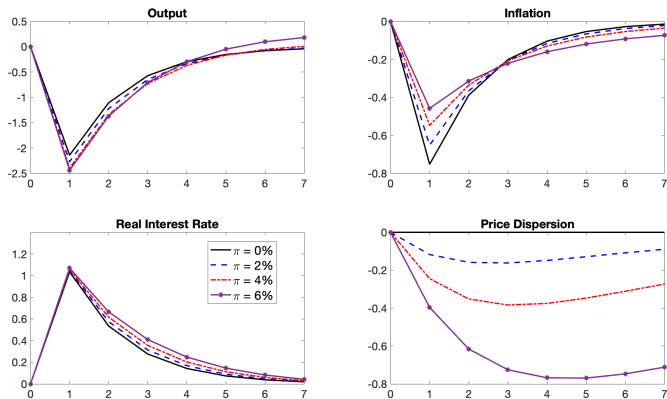 Output
0.5
0
-0.5
-1
-1.5
-2
-2.5
0 1 2 3 4 5 6 7
Inflation
0
-0.2
-0.4
-0.6
-0.8
0 1 2 3 4 5 6 7
Real Interest Rate
1.2
1
0.8
0.6
0.4
0.2
0
0 1 2 3 4 5 6 7
π = 0%
π = 2%
π = 4%
π = 6%
Price Dispersion
0
-0.2
-0.4
-0.6
-0.8
0 1 2 3 4 5 6 7